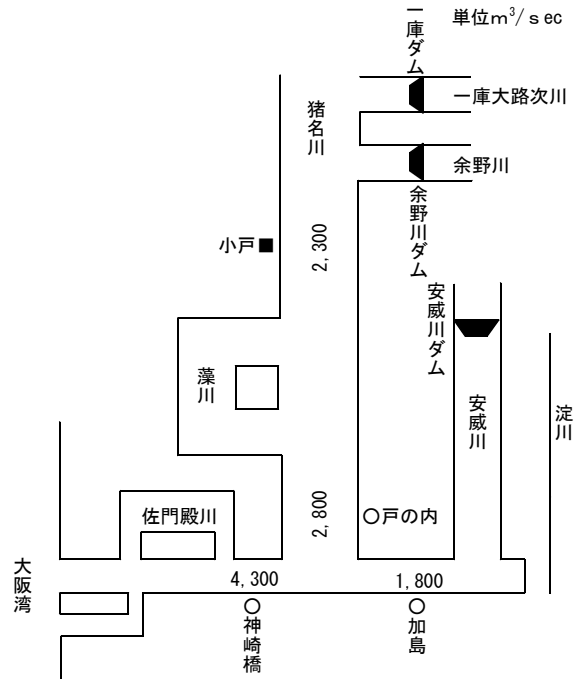 一庫ダム
単位m³/sec
一庫大路次川
猪名川
余野川
余野川ダム
小戸■
2,300
安威川ダム
藻川
安威川
淀川
2,800
○戸の内
佐門殿川
大阪湾
4,300
1,800
○神崎橋
○加島